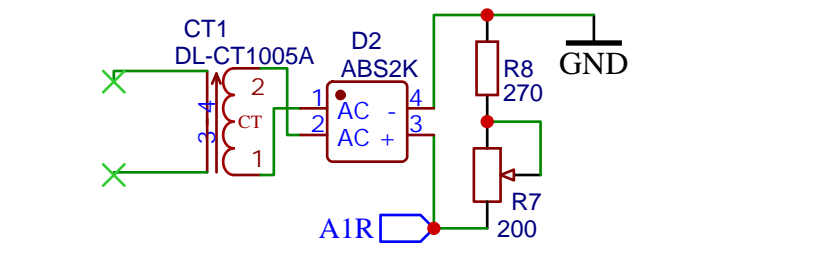 CT1
DL-CT1005A
D2
ABS2K
GND
R8
270
2
4
CT
3
1
1
AC -
4
2
AC +
3
R7
200
A1R